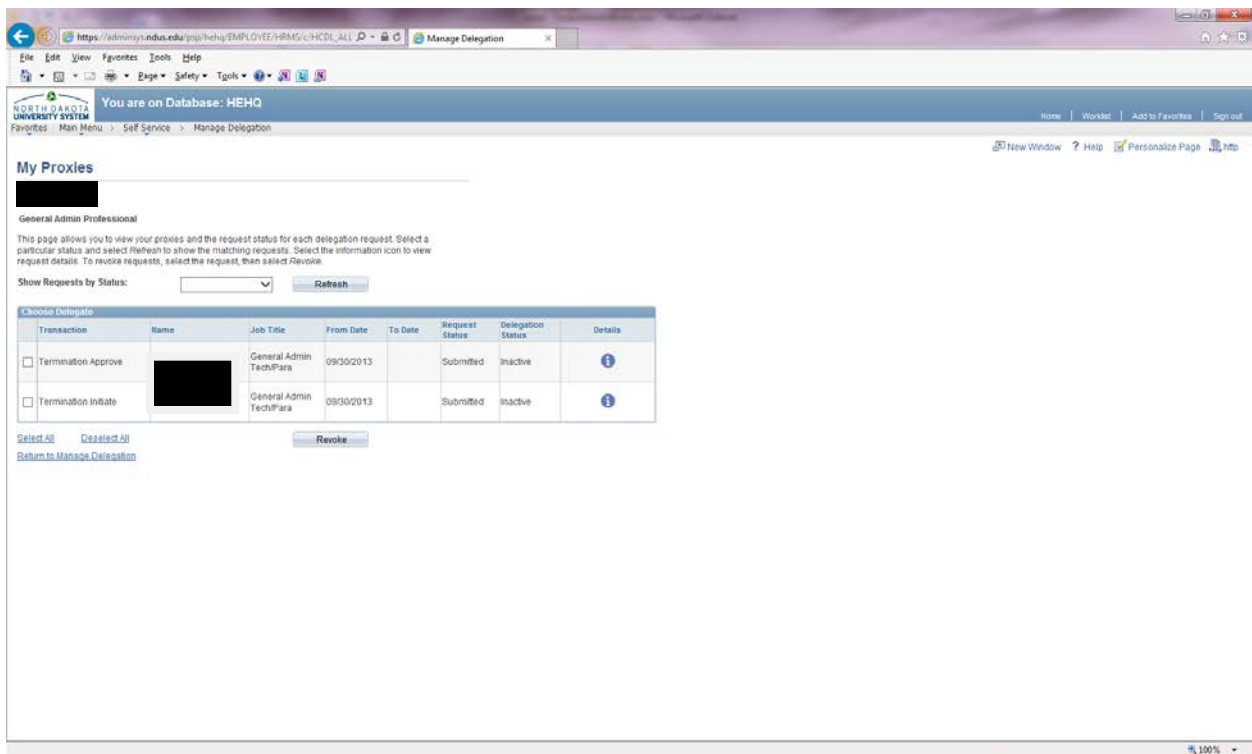 https://adminsys.ndus.edu/psp/hehq/EMPLOYEE/HRMS/c/HCDL_ALL
Manage Delegation
File Edit View Favorites Tools Help
Page Safety Tools
NORTH DAKOTA
UNIVERSITY SYSTEM
You are on Database: HEHQ
Home | Worklist | Add to Favorites | Sign out
Favorites Main Menu > Self Service > Manage Delegation
New Window ? Help Personalize Page http
My Proxies
General Admin Professional
This page allows you to view your proxies and the request status for each delegation request. Select a
particular status and select Refresh to show the matching requests. Select the information icon to view
request details. To revoke requests, select the request, then select Revoke.
Show Requests by Status: Refresh
Choose Delegate
Transaction Name Job Title From Date To Date Request Status Delegation Status Details
Termination Approve General Admin Tech/Para 09/30/2013 Submitted Inactive
Termination Initiate General Admin Tech/Para 09/30/2013 Submitted Inactive
Select All Deselect All Revoke
Return to Manage Delegation
100%